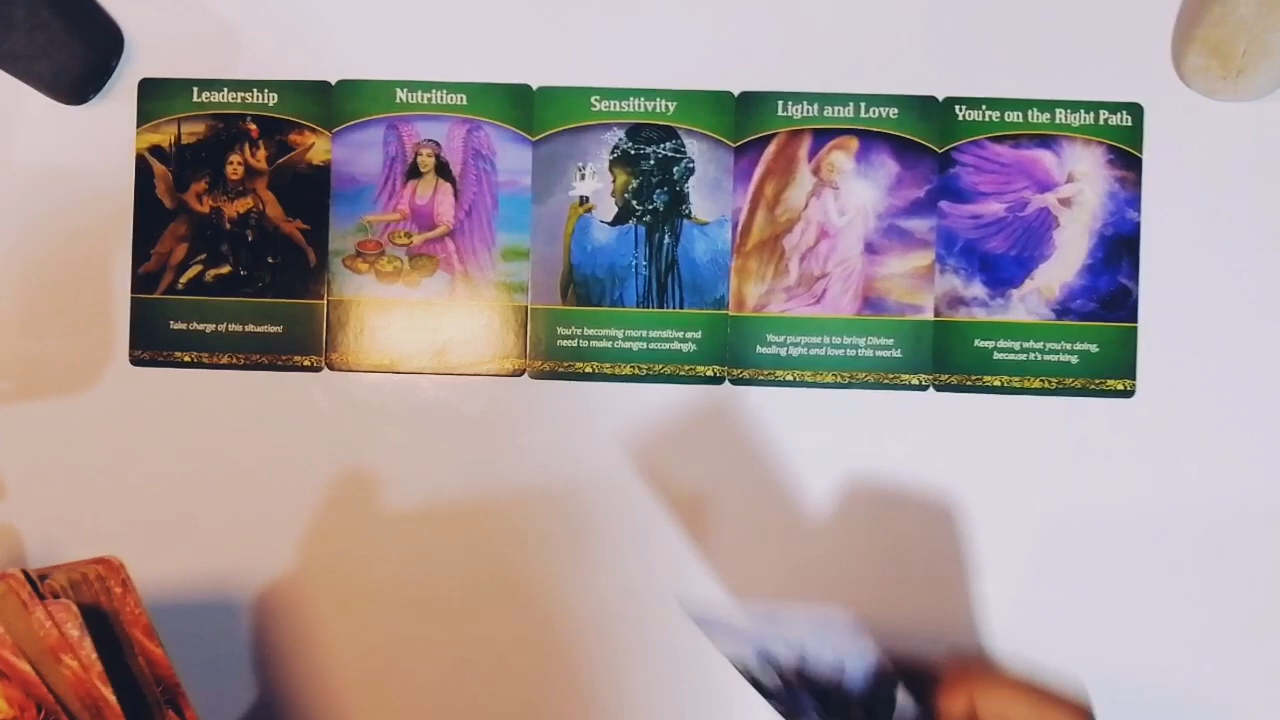 Leadership
Take charge of this situation!
Nutrition
Sensitivity
You're becoming more sensitive and
need to make changes accordingly.
Light and Love
Your purpose is to bring Divine
healing light and love to this world.
You're on the Right Path
Keep doing what you're doing,
because it's working.